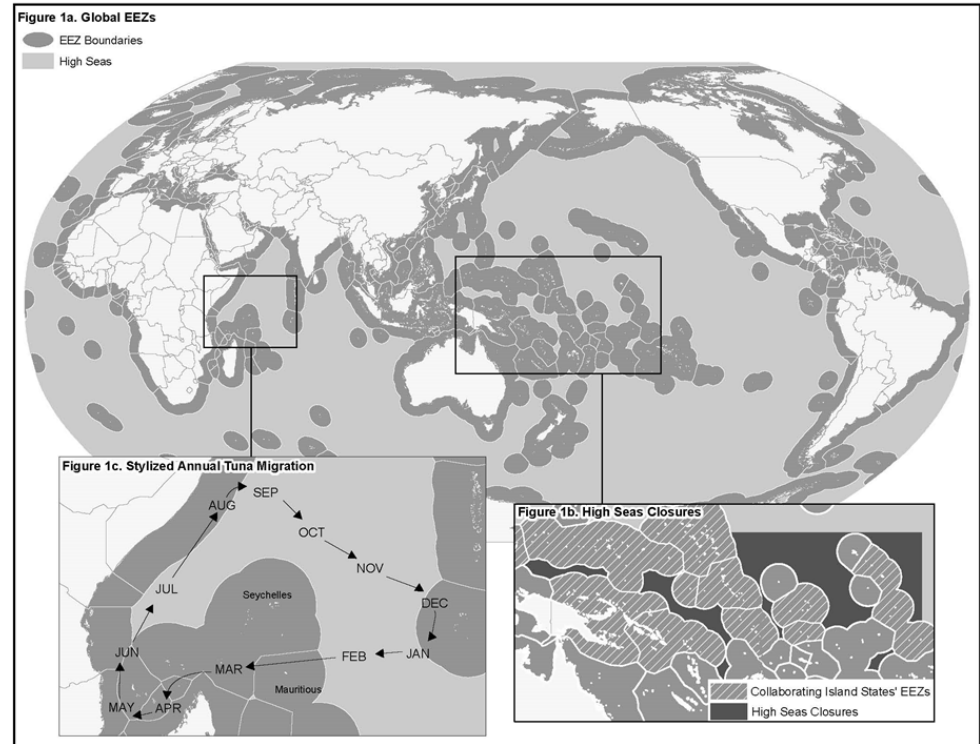 Figure 1a. Global EEZs
EEZ Boundaries
High Seas
Figure 1c. Stylized Annual Tuna Migration
SEP
AUG
OCT
NOV
JUL
Seychelles
DEC
JUN
MAR
FEB
JAN
Mauritious
MAY
APR
Figure 1b. High Seas Closures
Collaborating Island States' EEZs
High Seas Closures